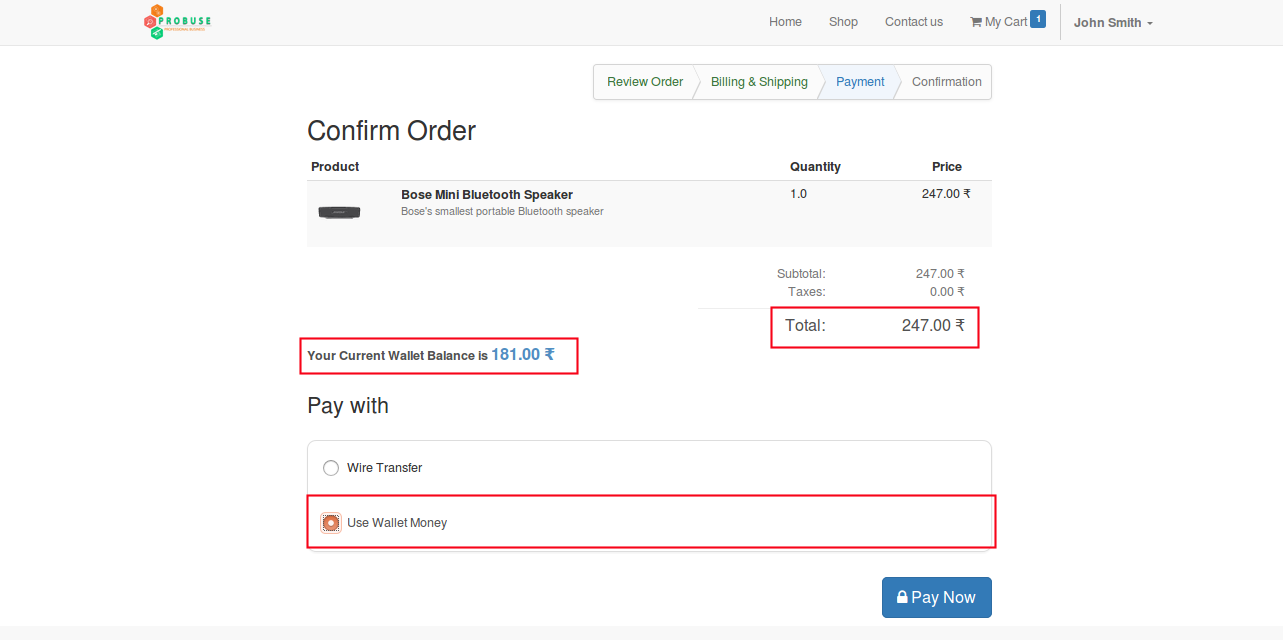 PROBUSE
Home Shop Contact us My Cart 1 John Smith
Review Order Billing & Shipping Payment Confirmation
Confirm Order
Product Quantity Price
Bose Mini Bluetooth Speaker 1.0 247.00 ₹
Bose's smallest portable Bluetooth speaker
Subtotal: 247.00 ₹
Taxes: 0.00 ₹
Total: 247.00 ₹
Your Current Wallet Balance is 181.00 ₹
Pay with
Wire Transfer
Use Wallet Money
Pay Now